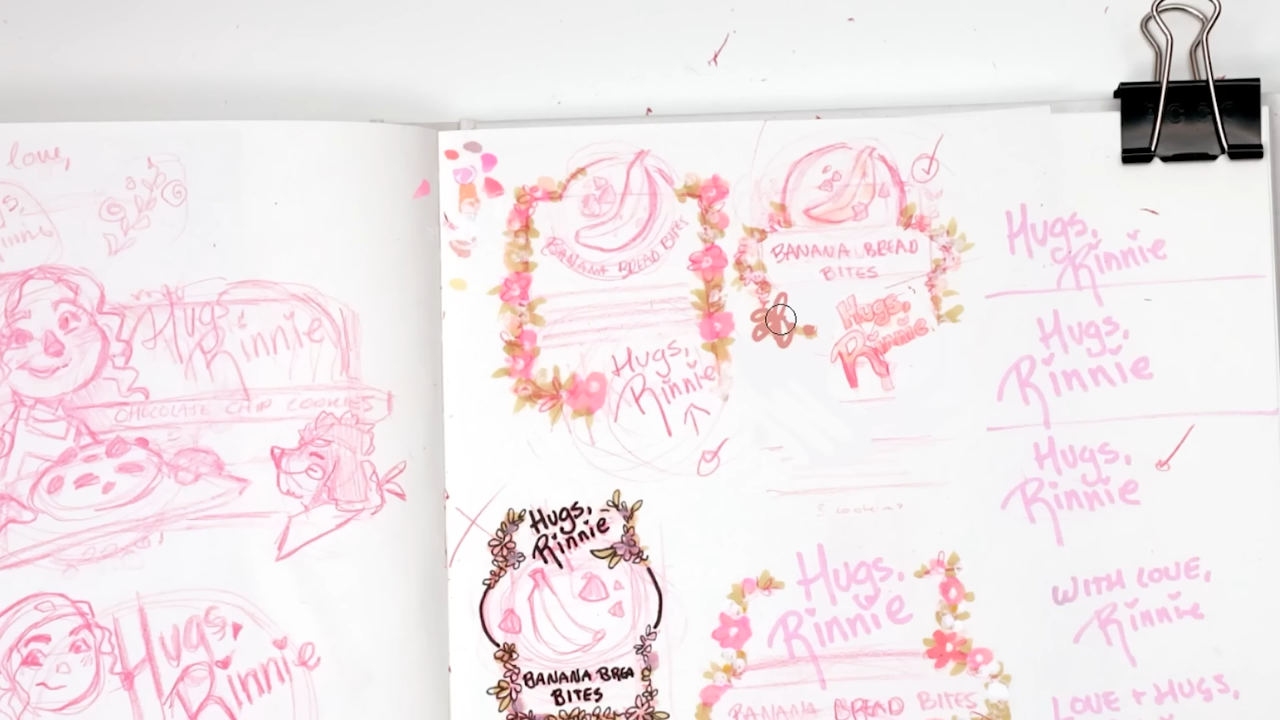 love,
Hugs,
Rinnie
CHOCOLATE CHIP COOKIES
Hugs,
Rinnie
BANANA BREAD BITES
Hugs,
Rinnie
BANANA BREAD
BITES
Hugs,
Rinnie
Hugs,
Rinnie
BANANA BREA
BITES
Hugs,
Rinnie
BANANA BREAD BITES
Hugs,
Rinnie
Hugs,
Rinnie
Hugs,
Rinnie
WITH LOVE,
Rinnie
LOVE + HUGS,